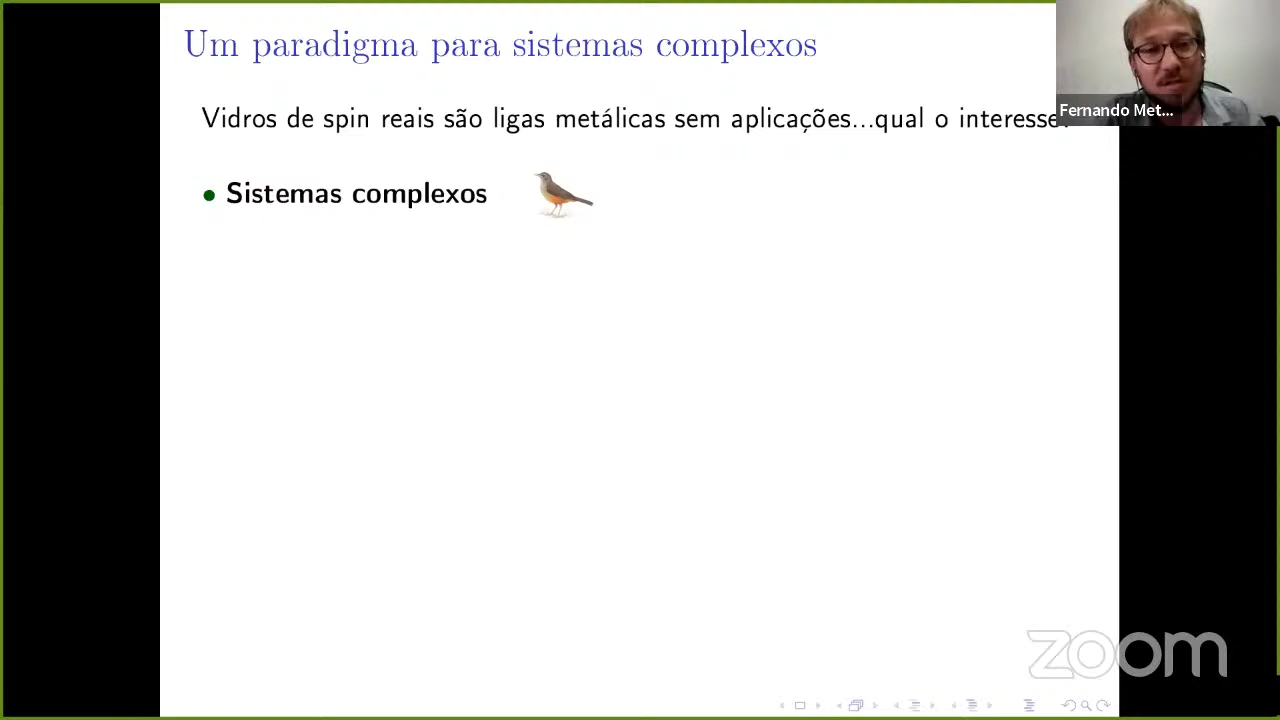 Um paradigma para sistemas complexos
Fernando Met...
Vidros de spin reais são ligas metálicas sem aplicações...qual o interesse
• Sistemas complexos
zoom